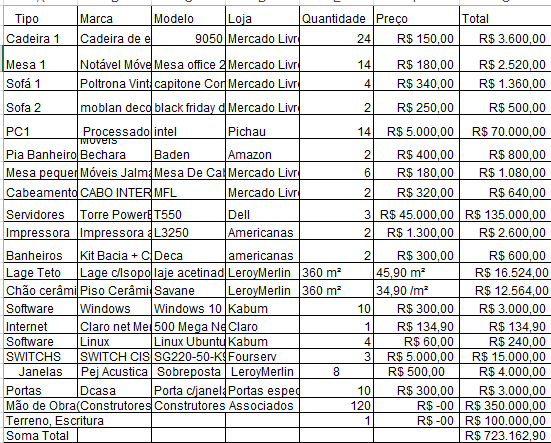 Tipo Marca Modelo Loja Quantidade Preço Total
Cadeira 1 Cadeira de e 9050 Mercado Livr 24 R$ 150,00 R$ 3.600,00
Mesa 1 Notável Móve Mesa office 2 Mercado Livr 14 R$ 180,00 R$ 2.520,00
Sofá 1 Poltrona Vint capitone Cor Mercado Livr 4 R$ 340,00 R$ 1.360,00
Sofa 2 moblan deco black friday d Mercado Livr 2 R$ 250,00 R$ 500,00
PC1 Processado intel Pichau 14 R$ 5.000,00 R$ 70.000,00
Móveis
Pia Banheiro Bechara Baden Amazon 2 R$ 400,00 R$ 800,00
Mesa pequer Móveis Jalma Mesa De Cal Mercado Livr 6 R$ 180,00 R$ 1.080,00
Cabeamento CABO INTER MFL Mercado Livr 2 R$ 320,00 R$ 640,00
Servidores Torre PowerE T550 Dell 3 R$ 45.000,00 R$ 135.000,00
Impressora Impressora a L3250 Americanas 2 R$ 1.300,00 R$ 2.600,00
Banheiros Kit Bacia + C Deca americanas 2 R$ 300,00 R$ 600,00
Lage Teto Lage c/Isopo laje acetinad LeroyMerlin 360 m² 45,90 m² R$ 16.524,00
Chão cerâmi Piso Cerâmic Savane LeroyMerlin 360 m² 34,90 /m² R$ 12.564,00
Software Windows Windows 10 Kabum 10 R$ 300,00 R$ 3.000,00
Internet Claro net Mer 500 Mega Ne Claro 1 R$ 134,90 R$ 134,90
Software Linux Linux Ubuntu Kabum 4 R$ 60,00 R$ 240,00
SWITCHS SWITCH CIS SG220-50-K9 Fourserv 3 R$ 5.000,00 R$ 15.000,00
Janelas Pej Acustica Sobreposta LeroyMerlin 8 R$ 500,00 R$ 4.000,00
Portas Dcasa Porta c/janela Portas espec 10 R$ 300,00 R$ 3.000,00
Mão de Obra( Construtores Construtores Associados 120 R$ -00 R$ 350.000,00
Terreno, Escritura 1 R$ -00 R$ 100.000,00
Soma Total R$ 723.162,90